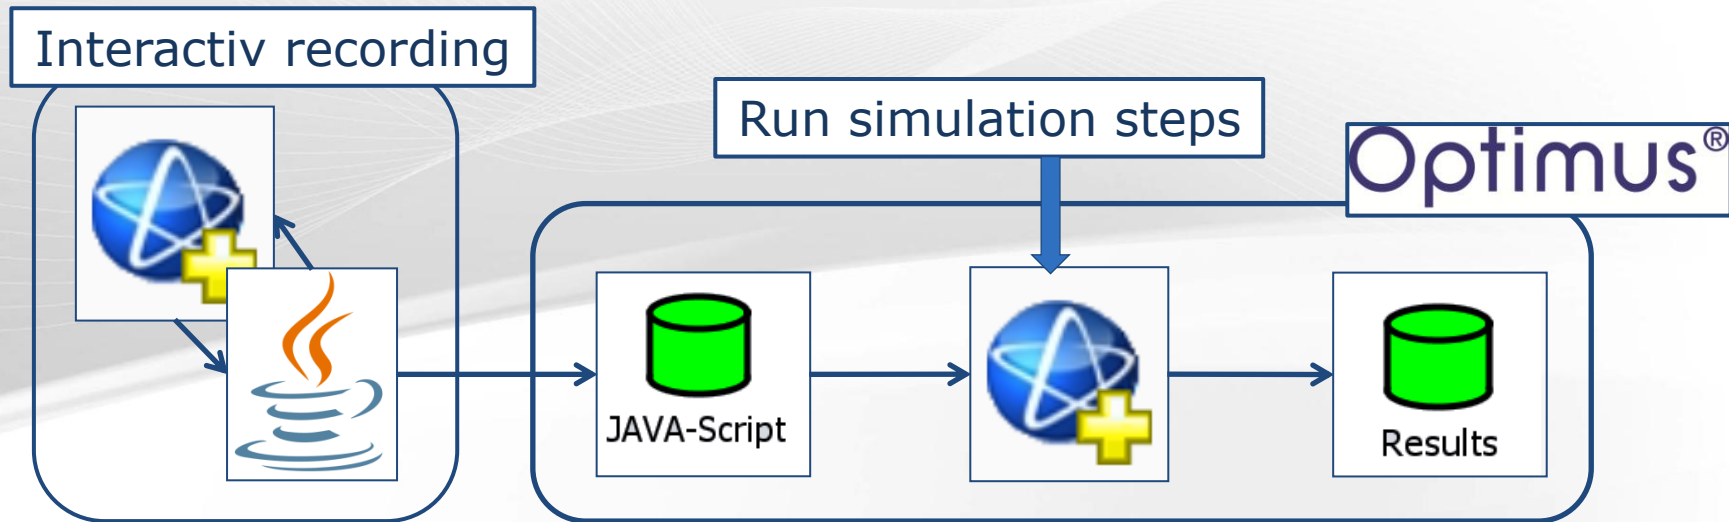 Interactiv recording
Run simulation steps
Optimus®
JAVA-Script
Results